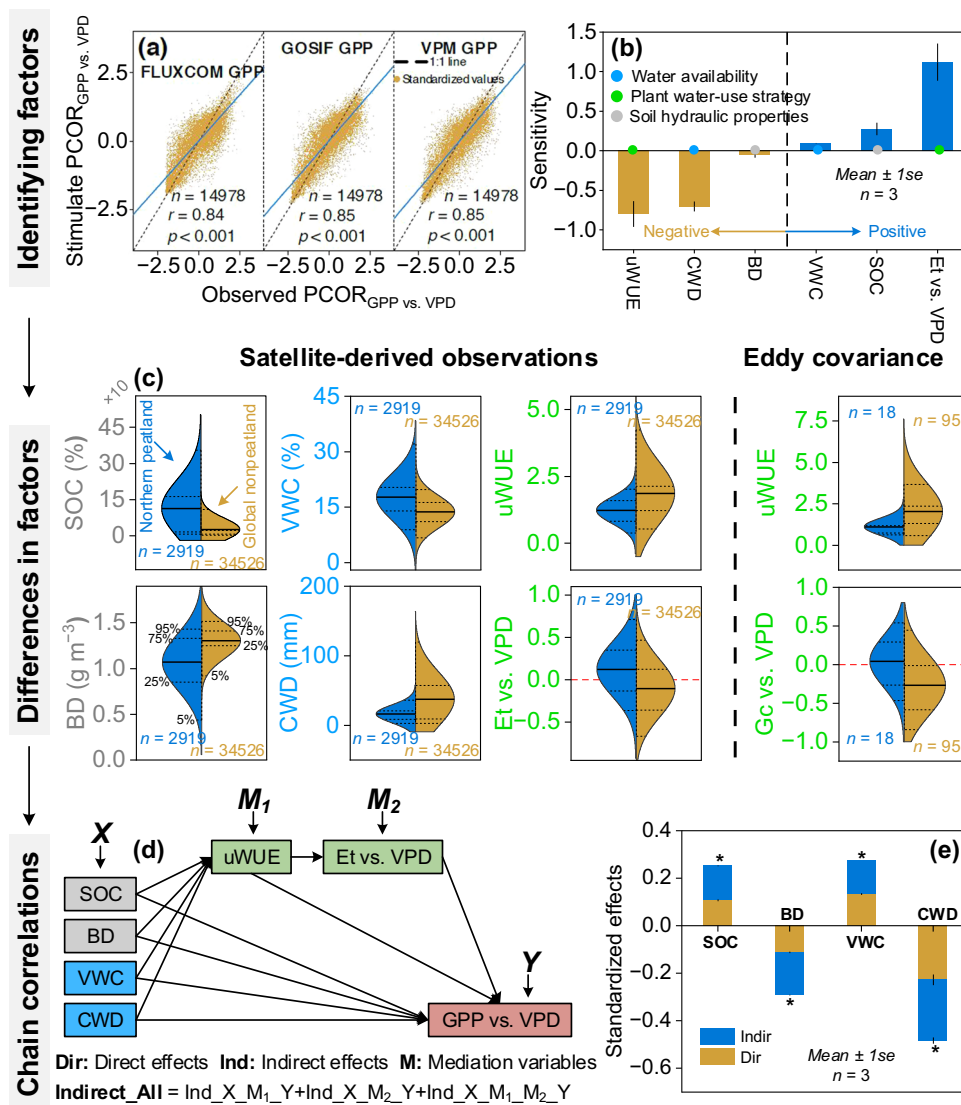 Identifying factors
(a)
FLUXCOM GPP
GOSIF GPP
VPM GPP
1:1 line
Standardized values
Stimulate PCOR GPP vs. VPD
2.5
0.0
−2.5
n = 14978
r = 0.84
p < 0.001
n = 14978
r = 0.85
p < 0.001
n = 14978
r = 0.85
p < 0.001
−2.5 0.0 2.5
−2.5 0.0 2.5
−2.5 0.0 2.5
Observed PCOR GPP vs. VPD
(b)
Sensitivity
1.5
1.0
0.5
0.0
−0.5
−1.0
Water availability
Plant water-use strategy
Soil hydraulic properties
Mean ± 1se
n = 3
Negative
Positive
uWUE
CWD
BD
VWC
SOC
Et vs. VPD
Differences in factors
Satellite-derived observations
Eddy covariance
(c)
×10
SOC (%)
45
30
15
0
Northern peatland
Global nonpeatland
n = 2919
n = 34526
VWC (%)
45
30
15
0
n = 2919
n = 34526
uWUE
5.0
2.5
0.0
n = 2919
n = 34526
uWUE
7.5
5.0
2.5
0.0
n = 18
n = 95
BD (g m⁻³)
1.5
1.0
0.5
0.0
95%
75%
25%
5%
95%
75%
25%
5%
n = 2919
n = 34526
CWD (mm)
200
100
0
n = 2919
n = 34526
Et vs. VPD
1.0
0.5
0.0
−0.5
n = 2919
n = 34526
Gc vs. VPD
1.0
0.5
0.0
−0.5
−1.0
n = 18
n = 95
Chain correlations
(d)
X
M₁
M₂
Y
SOC
BD
VWC
CWD
uWUE
Et vs. VPD
GPP vs. VPD
Dir: Direct effects Ind: Indirect effects M: Mediation variables
Indirect_All = Ind_X_M₁_Y+Ind_X_M₂_Y+Ind_X_M₁_M₂_Y
(e)
Standardized effects
0.4
0.2
0.0
−0.2
−0.4
−0.6
*
SOC
BD
*
*
VWC
CWD
*
Indir
Dir
Mean ± 1se
n = 3